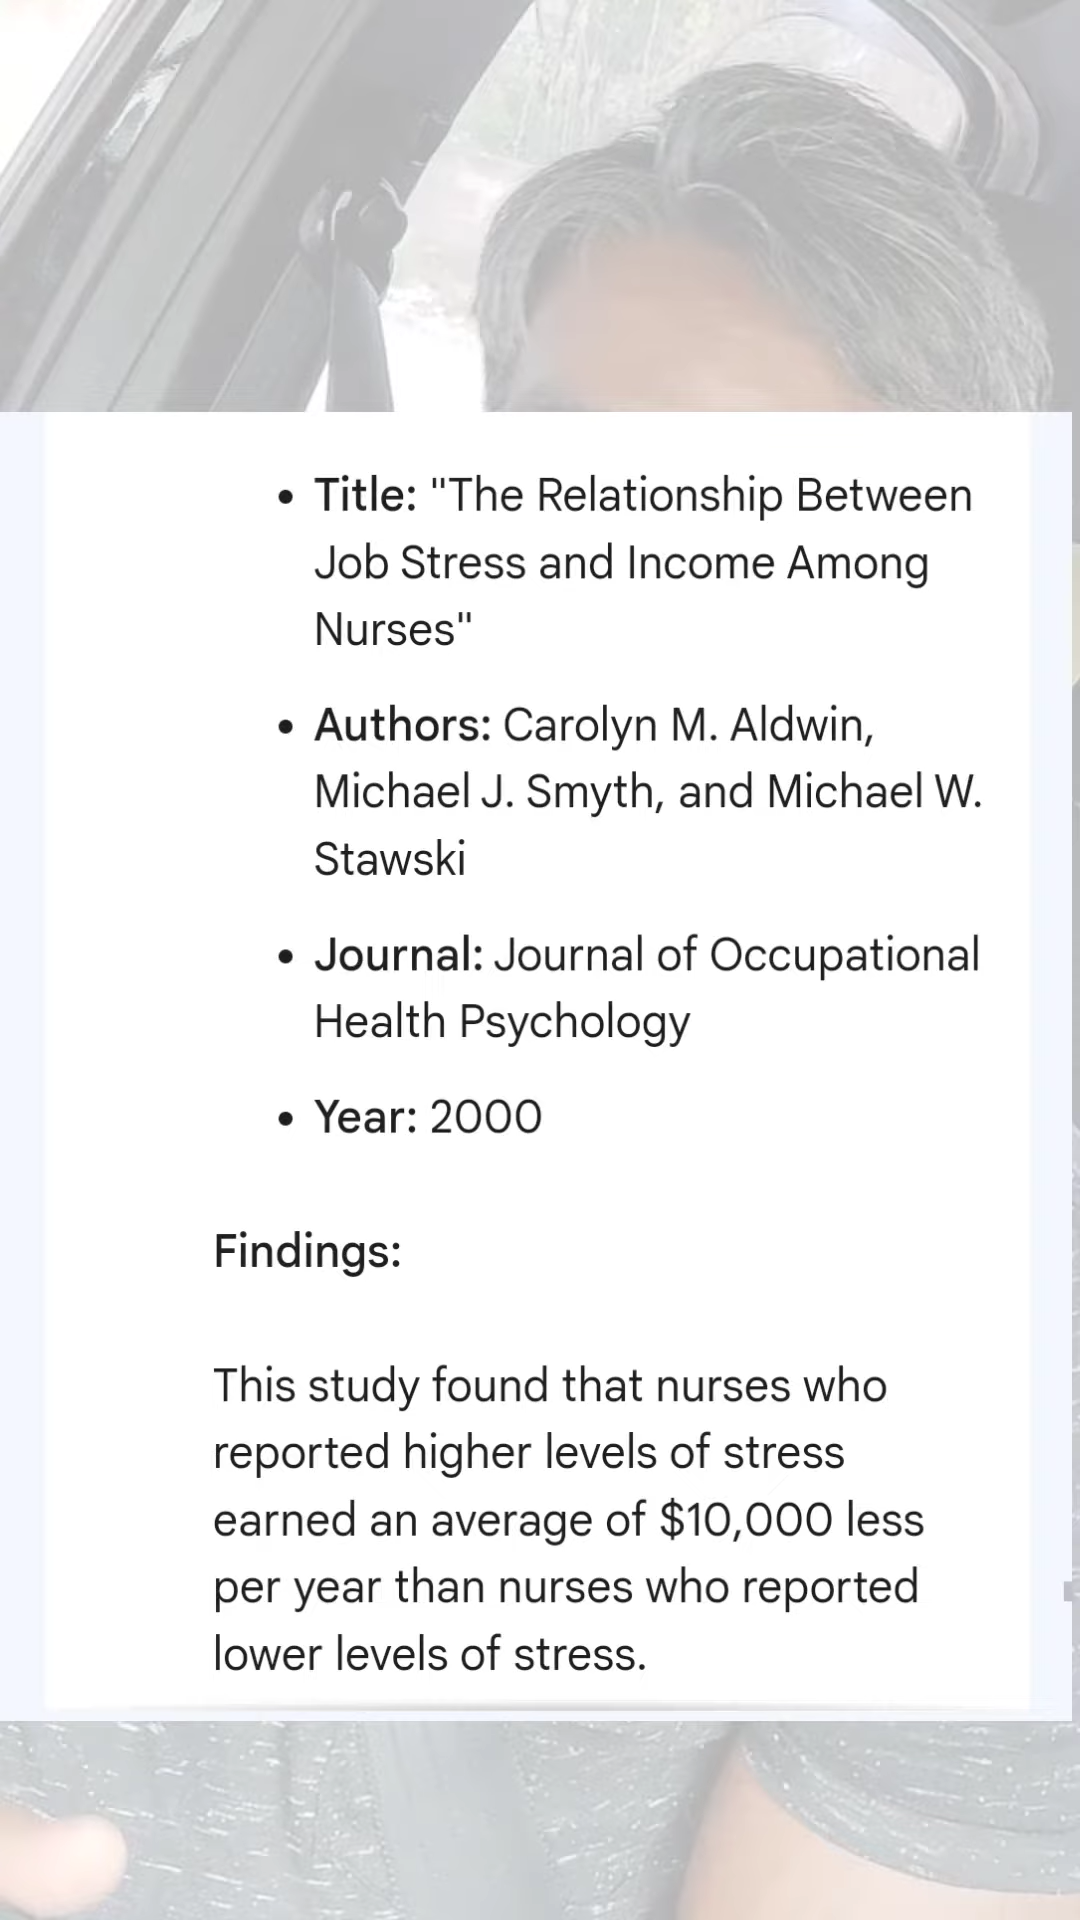 • Title: "The Relationship Between
Job Stress and Income Among
Nurses"
• Authors: Carolyn M. Aldwin,
Michael J. Smyth, and Michael W.
Stawski
• Journal: Journal of Occupational
Health Psychology
• Year: 2000
Findings:
This study found that nurses who
reported higher levels of stress
earned an average of $10,000 less
per year than nurses who reported
lower levels of stress.